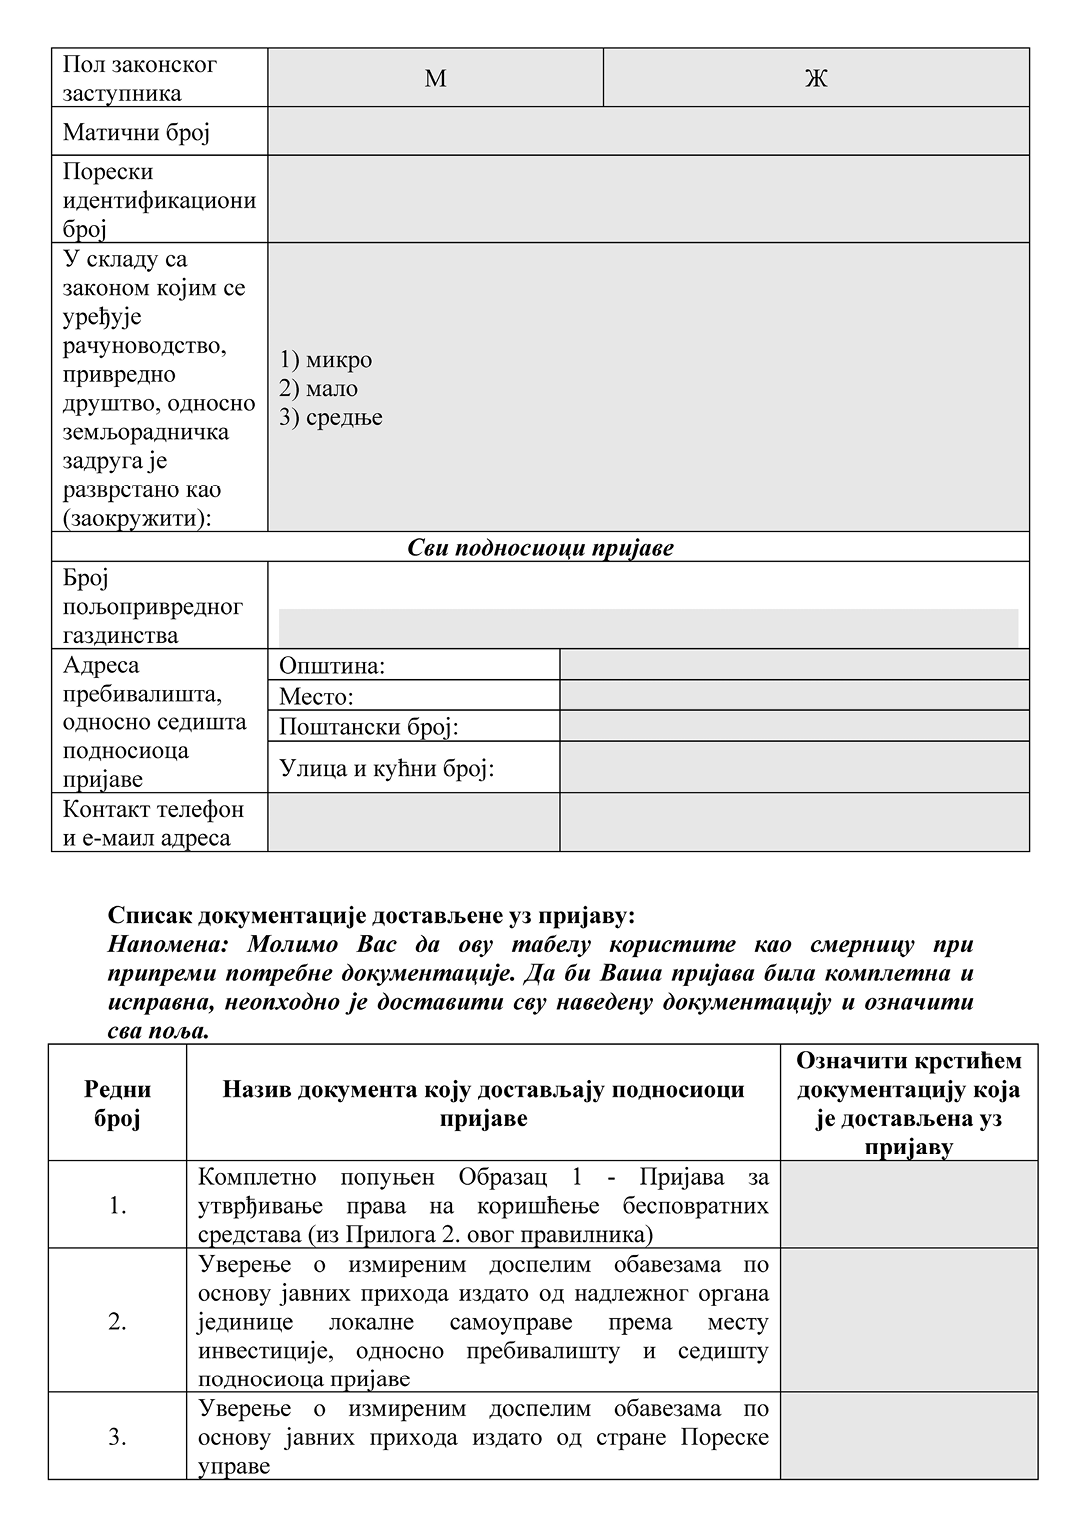 Пол законског
заступника
М
Ж
Матични број
Порески
идентификациони
број
У складу са
законом којим се
уређује
рачуноводство,
привредно
друштво, односно
земљорадничка
задруга је
разврстано као
(заокружити):
1) микро
2) мало
3) средње
Сви подносиоци пријаве
Број
пољопривредног
газдинства
Адреса
пребивалишта,
односно седишта
подносиоца
пријаве
Општина:
Место:
Поштански број:
Улица и кућни број:
Контакт телефон
и е-маил адреса
Списак документације достављене уз пријаву:
Напомена: Молимо Вас да ову табелу користите као смерницу при
припреми потребне документације. Да би Ваша пријава била комплетна и
исправна, неопходно је доставити сву наведену документацију и означити
сва поља.
Редни
број
Назив документа коју достављају подносиоци
пријаве
Означити крстићем
документацију која
је достављена уз
пријаву
1.
Комплетно попуњен Образац 1 - Пријава за
утврђивање права на коришћење бесповратних
средстава (из Прилога 2. овог правилника)
2.
Уверење о измиреним доспелим обавезама по
основу јавних прихода издато од надлежног органа
јединице локалне самоуправе према месту
инвестиције, односно пребивалишту и седишту
подносиоца пријаве
3.
Уверење о измиреним доспелим обавезама по
основу јавних прихода издато од стране Пореске
управе